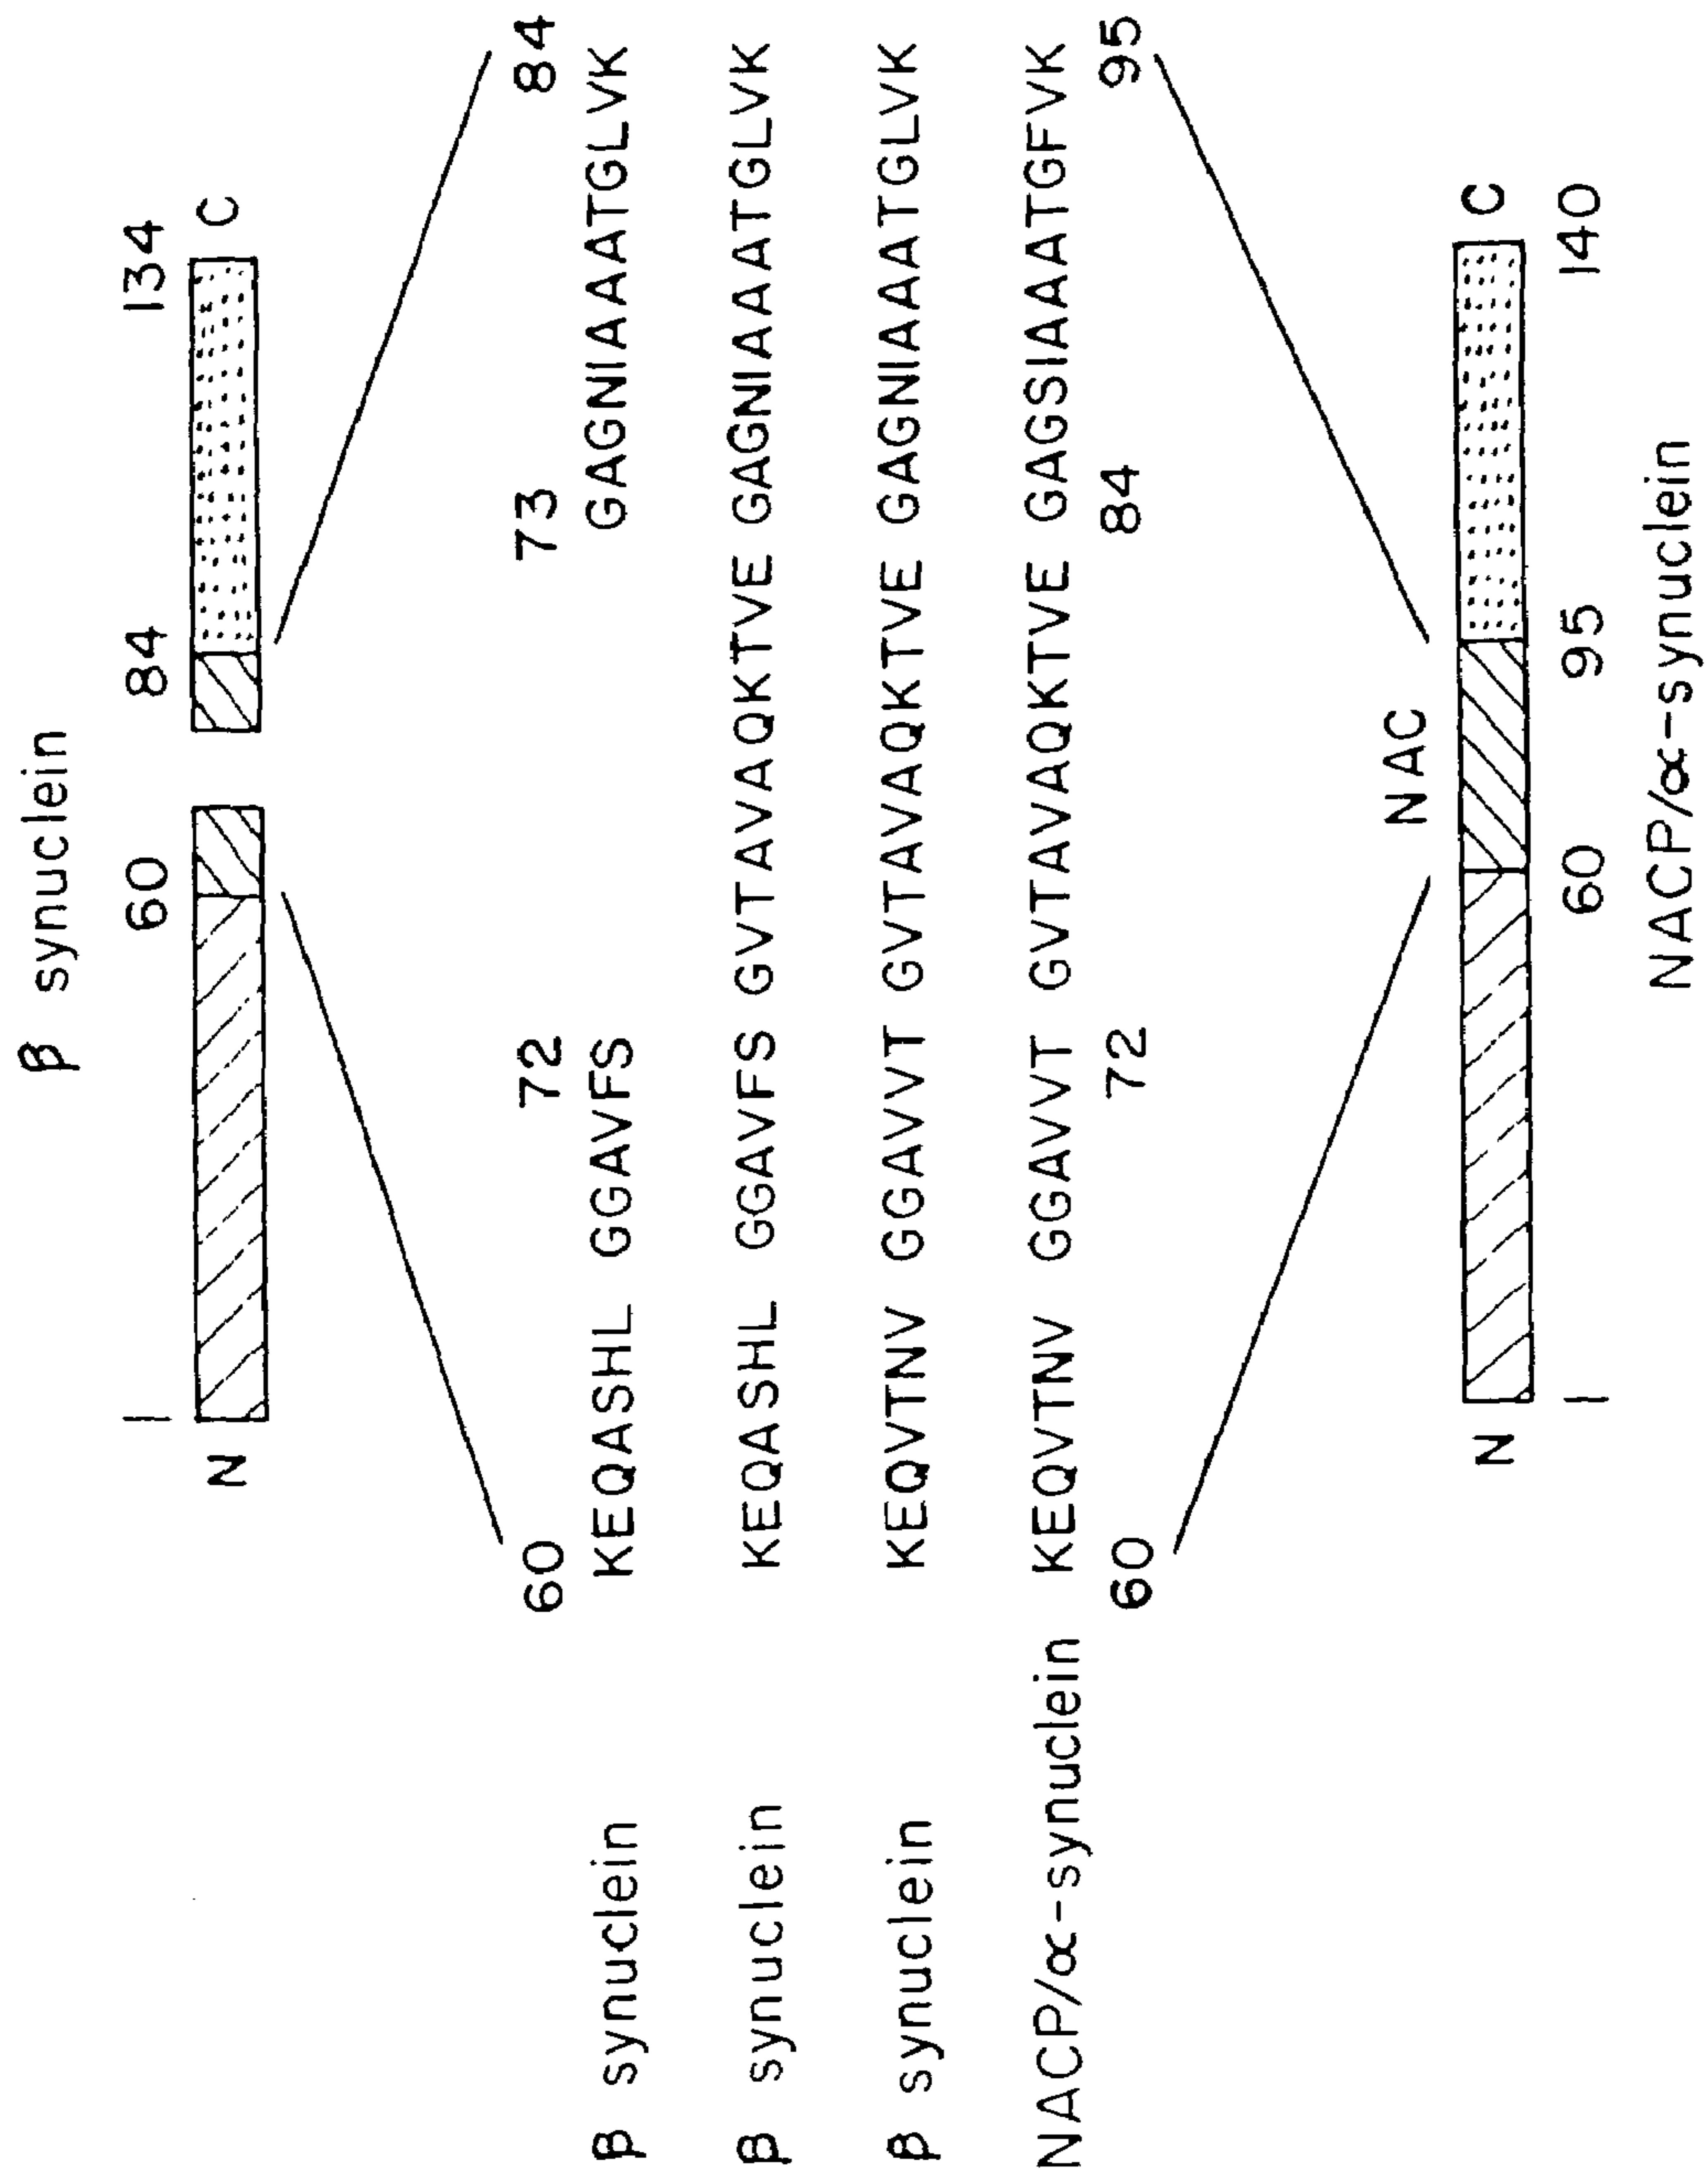 β synuclein
1 60 84 134
N C
60 72 73 84
β synuclein KEQASHL GGAVFS GAGNIAAATGLVK
β synuclein KEQASHL GGAVFS GVTAVAQKTVE GAGNIAAATGLVK
β synuclein KEQVTNV GGAVVT GVTAVAQKTVE GAGNIAAATGLVK
NACP/α-synuclein KEQVTNV GGAVVT GVTAVAQKTVE GAGSIAAATGFVK
60 72 84 95
NAC
N C
1 60 95 140
NACP/α-synuclein